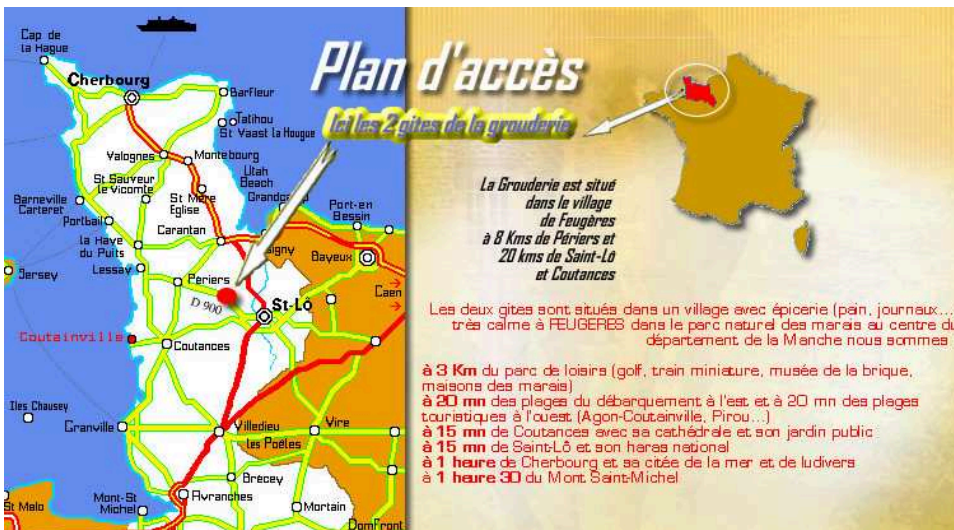 Plan d'accès
Ici les 2 gites de la grouderie
Cap de
la Hague
Cherbourg
Barfleur
Tatihou
St Vaast la Hougue
Valognes
Montebourg
St Sauveur
le Vicomte
Utah
Beach
St Mère
Eglise
Grandcamp
Barneville
Carteret
Portbail
Port-en
Bessin
Carantan
la Haye
du Puits
Isigny
Bayeux
Lessay
Jersey
Périers
D 900
Caen
St-Lô
Coutainville
Coutances
Iles Chausey
Granville
Villedieu
les Poëles
Vire
Brécey
Mont-St
Michel
Avranches
St Malo
Mortain
DomFront
La Grouderie est situé
dans le village
de Feugères
à 8 Kms de Périers et
20 kms de Saint-Lô
et Coutances
Les deux gites sont situés dans un village avec épicerie (pain, journaux...
très calme à FEUGERES dans le parc natural des marais au centre du
département de la Manche nous sommes
à 3 Km du parc de loisirs (golf, train miniature, musée de la brique,
maisons des marais)
à 20 mn des plages du débarquement à l'est et à 20 mn des plages
touristiques à l'ouest (Agon-Coutainville, Pirou...)
à 15 mn de Coutances avec sa cathédrale et son jardin public
à 15 mn de Saint-Lô et son haras national
à 1 heure de Cherbourg et sa citée de la mer et de ludivers
à 1 heure 30 du Mont Saint-Michel